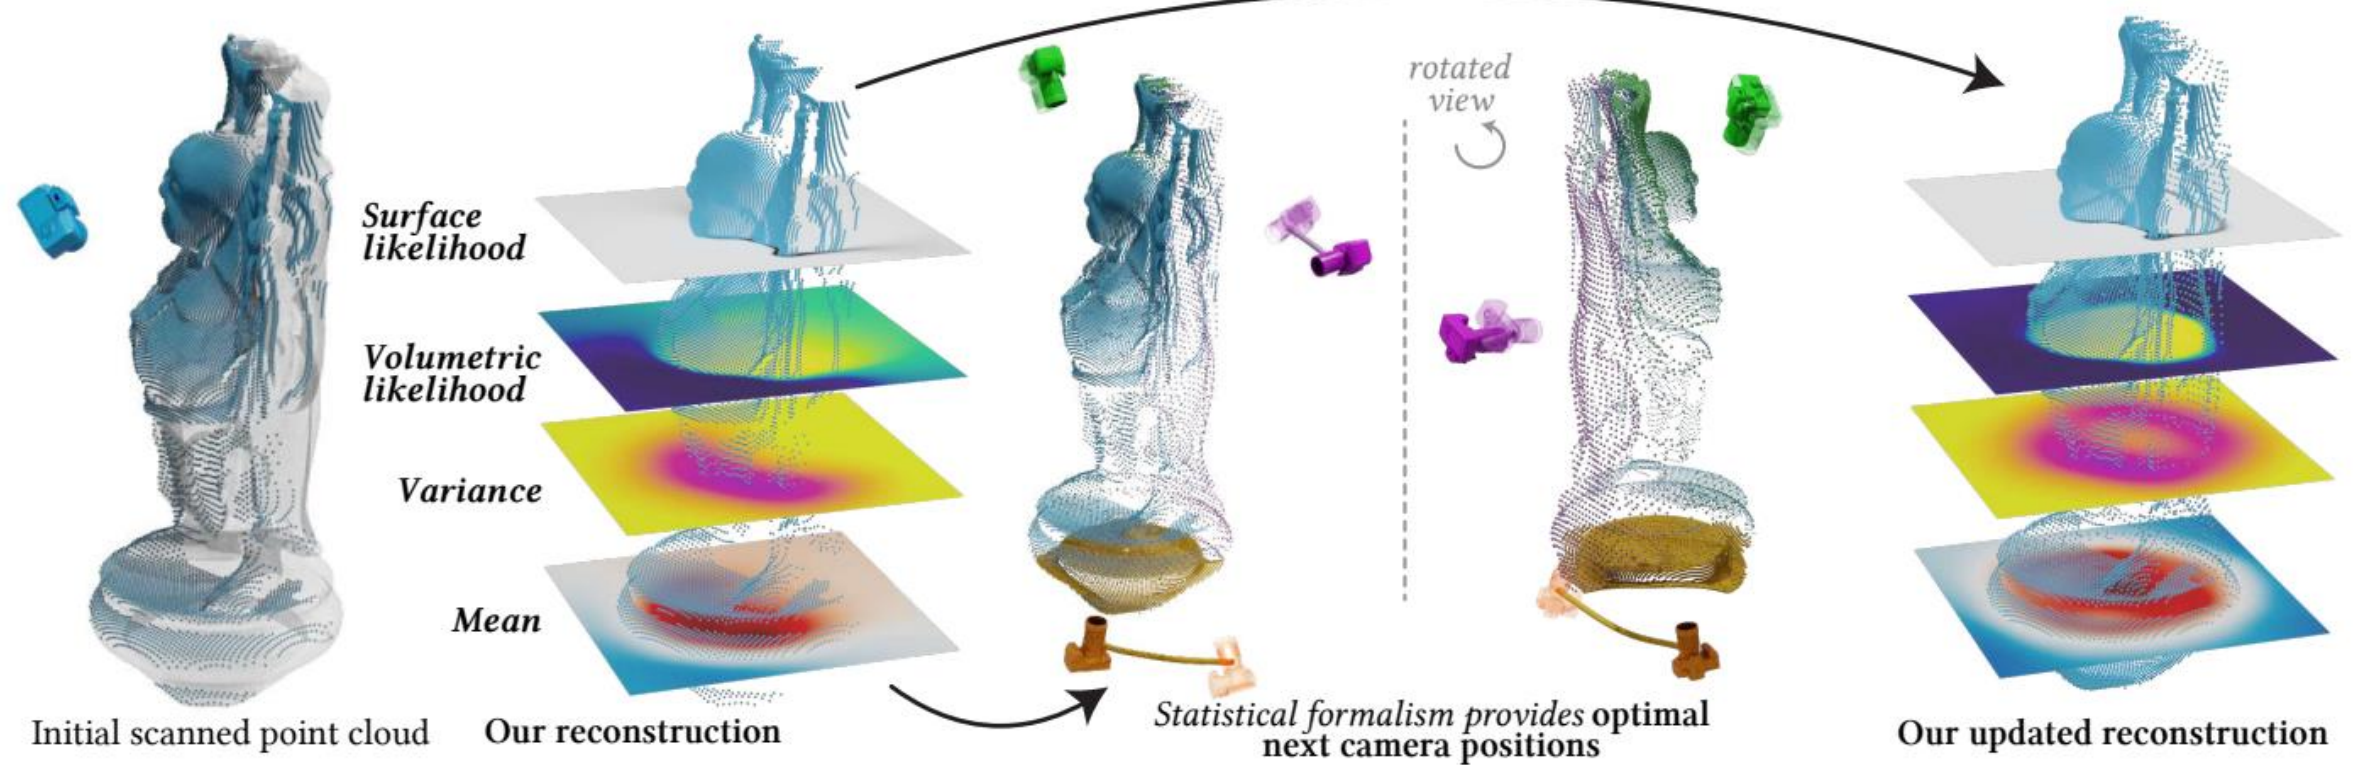 rotated
view
Surface
likelihood
Volumetric
likelihood
Variance
Mean
Initial scanned point cloud
Our reconstruction
Statistical formalism provides optimal
next camera positions
Our updated reconstruction